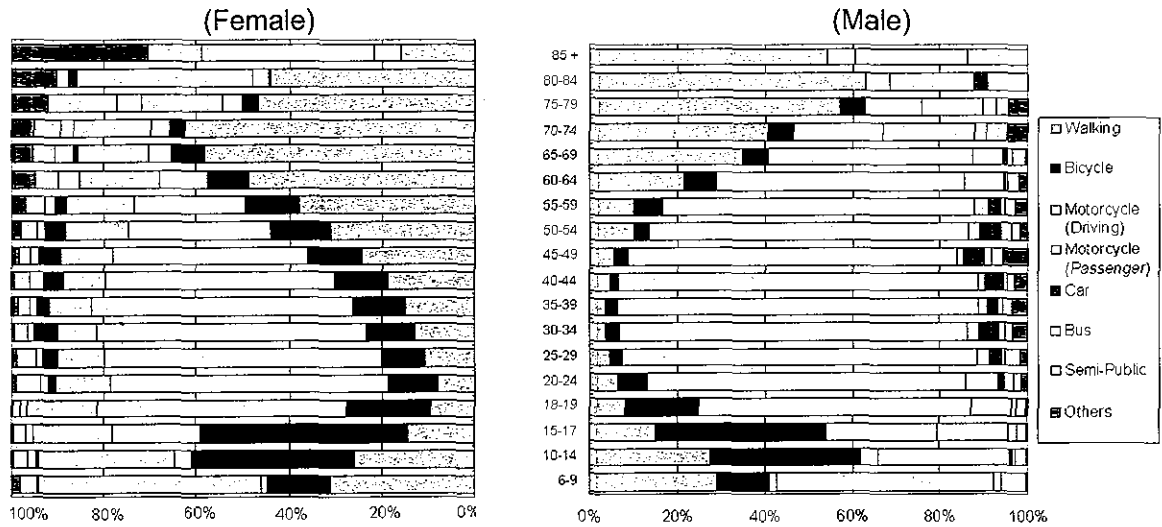 (Female)
(Male)
85 +
80-84
75-79
70-74
65-69
60-64
55-59
50-54
45-49
40-44
35-39
30-34
25-29
20-24
18-19
15-17
10-14
6-9
100% 80% 60% 40% 20% 0%
0% 20% 40% 60% 80% 100%
Walking
Bicycle
Motorcycle
(Driving)
Motorcycle
(Passenger)
Car
Bus
Semi-Public
Others